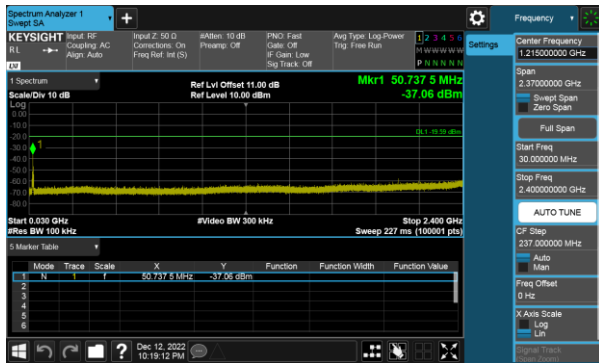 Spectrum Analyzer 1
Swept SA
Frequency
KEYSIGHT
RL
LW
Input: RF
Coupling: AC
Align: Auto
Input Z: 50 Ω
Corrections: On
Freq Ref: Int (S)
#Atten: 10 dB
Preamp: Off
PNO: Fast
Gate: Off
IF Gain: Low
Sig Track: Off
Avg Type: Log-Power
Trig: Free Run
1 2 3 4 5 6
M W W W W W
P N N N N N
1 Spectrum
Scale/Div 10 dB
Ref Lvl Offset 11.00 dB
Ref Level 10.00 dBm
Mkr1 50.737 5 MHz
-37.06 dBm
Log
0.00
-10.0
-20.0
-30.0
-40.0
-50.0
-60.0
-70.0
-80.0
1
DL1 -19.59 dBm
Start 0.030 GHz
#Res BW 100 kHz
#Video BW 300 kHz
Stop 2.400 GHz
Sweep 227 ms (100001 pts)
5 Marker Table
Mode Trace Scale X Y Function Function Width Function Value
1 N 1 f 50.737 5 MHz -37.06 dBm
2
3
4
5
6
Dec 12, 2022
10:19:12 PM
Settings
Center Frequency
1.215000000 GHz
Span
2.37000000 GHz
Swept Span
Zero Span
Full Span
Start Freq
30.000000 MHz
Stop Freq
2.400000000 GHz
AUTO TUNE
CF Step
237.000000 MHz
Auto
Man
Freq Offset
0 Hz
X Axis Scale
Log
Lin
Signal Track
(Span Zoom)